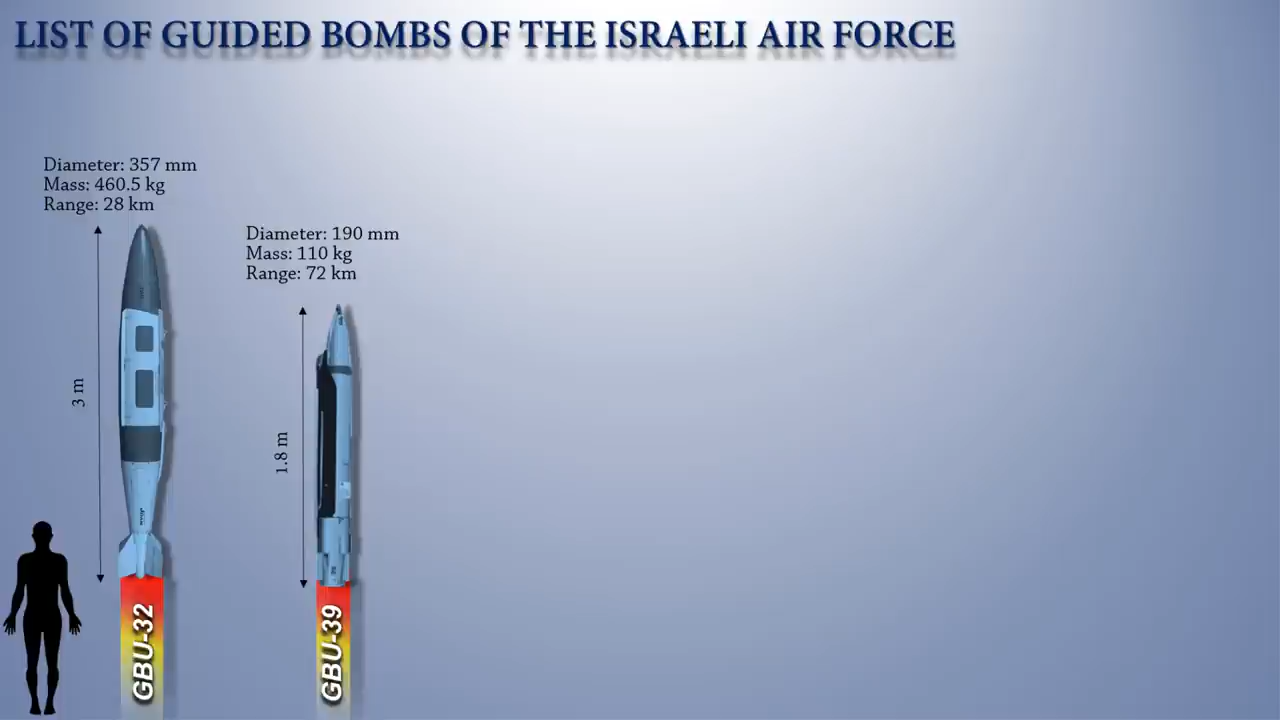 LIST OF GUIDED BOMBS OF THE ISRAELI AIR FORCE
Diameter: 357 mm
Mass: 460.5 kg
Range: 28 km
3 m
GBU-32
Diameter: 190 mm
Mass: 110 kg
Range: 72 km
1.8 m
GBU-39